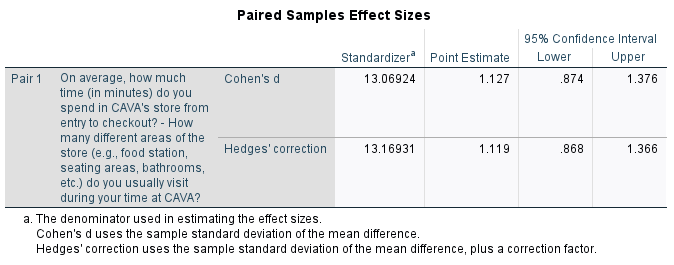 Paired Samples Effect Sizes
95% Confidence Interval
Standardizerᵃ Point Estimate Lower Upper
Pair 1 On average, how much Cohen's d 13.06924 1.127 .874 1.376
time (in minutes) do you
spend in CAVA's store from
entry to checkout? - How
many different areas of the
store (e.g., food station, Hedges' correction 13.16931 1.119 .868 1.366
seating areas, bathrooms,
etc.) do you usually visit
during your time at CAVA?
a. The denominator used in estimating the effect sizes.
Cohen's d uses the sample standard deviation of the mean difference.
Hedges' correction uses the sample standard deviation of the mean difference, plus a correction factor.